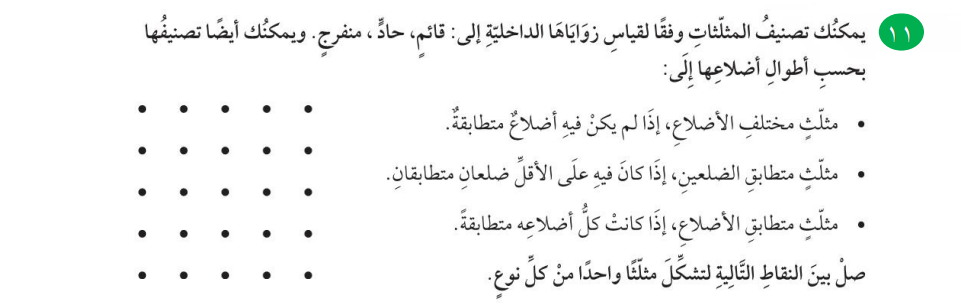 ١١ يمكنُك تصنيفُ المثلّثاتِ وفقًا لقياسِ زوَايَاهَا الداخليّةِ إلى: قائمٍ، حادٍّ ، منفرجٍ. ويمكنُك أيضًا تصنيفُها
بحسبِ أطوالِ أضلاعِها إلَى:
• مثلّثٍ مختلفِ الأضلاعِ، إذَا لم يكنْ فيهِ أضلاعٌ متطابقةٌ.
• مثلّثٍ متطابقِ الضلعينِ، إذَا كانَ فيهِ علَى الأقلِّ ضلعانِ متطابقانِ.
• مثلّثٍ متطابقِ الأضلاعِ، إذَا كانتْ كلُّ أضلاعِه متطابقةً.
صلْ بينَ النقاطِ التَّاليةِ لتشكِّلَ مثلّثًا واحدًا منْ كلِّ نوعٍ.